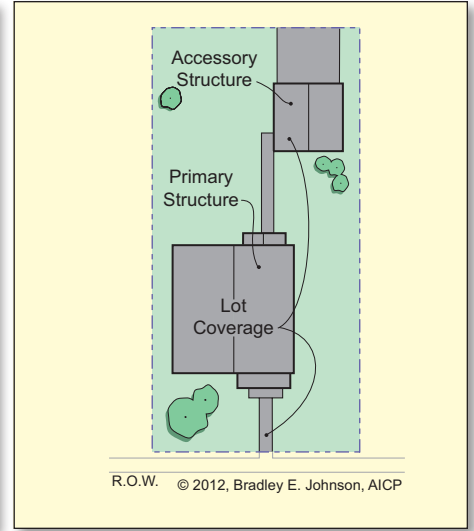 Accessory
Structure
Primary
Structure
Lot
Coverage
R.O.W. © 2012, Bradley E. Johnson, AICP